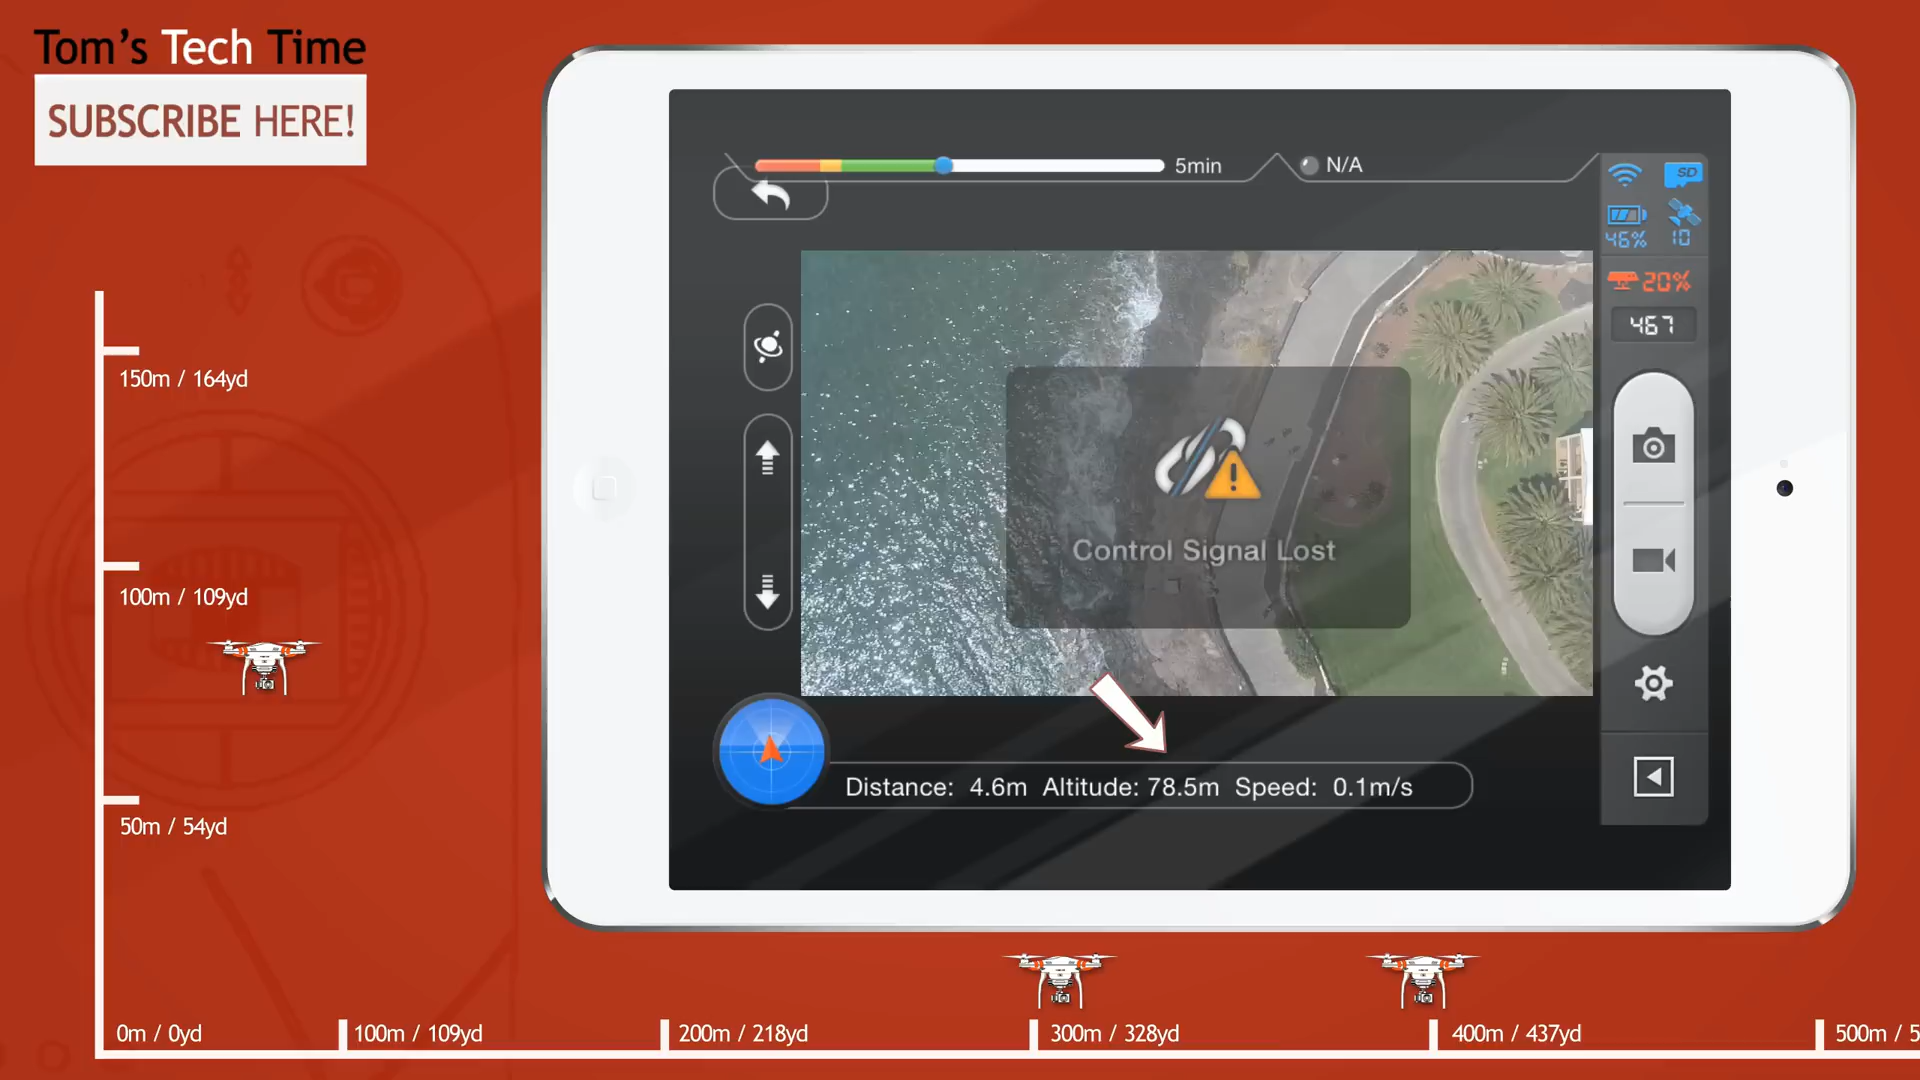 Tom's Tech Time
SUBSCRIBE HERE!
5min
N/A
SD
46%
10
20%
467
Control Signal Lost
Distance: 4.6m Altitude: 78.5m Speed: 0.1m/s
150m / 164yd
100m / 109yd
50m / 54yd
0m / 0yd
100m / 109yd
200m / 218yd
300m / 328yd
400m / 437yd
500m / 5